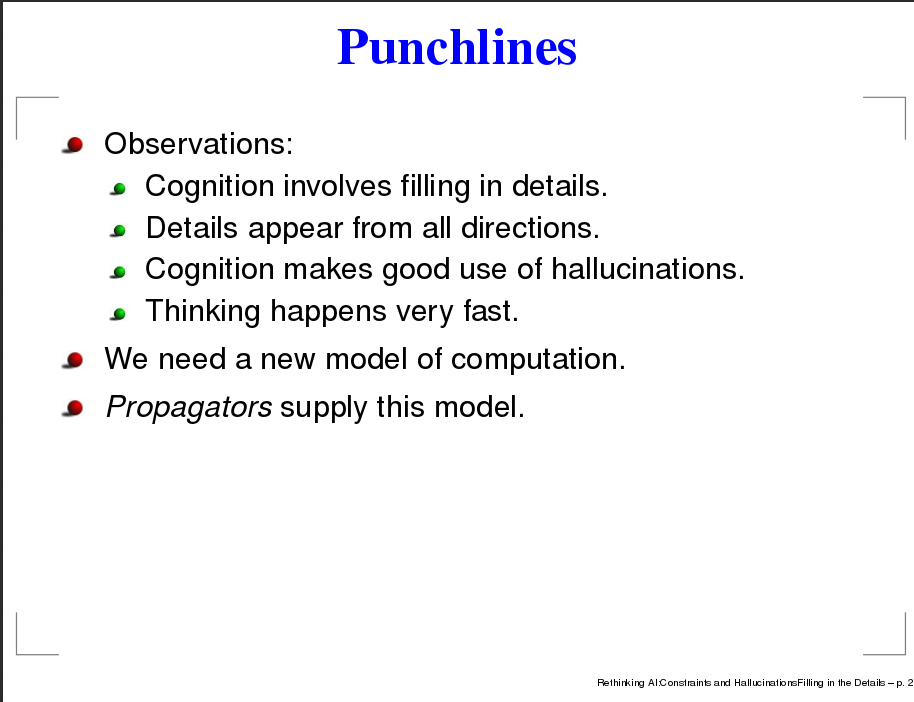 Punchlines
Observations:
Cognition involves filling in details.
Details appear from all directions.
Cognition makes good use of hallucinations.
Thinking happens very fast.
We need a new model of computation.
Propagators supply this model.
Rethinking AI:Constraints and HallucinationsFilling in the Details – p. 2